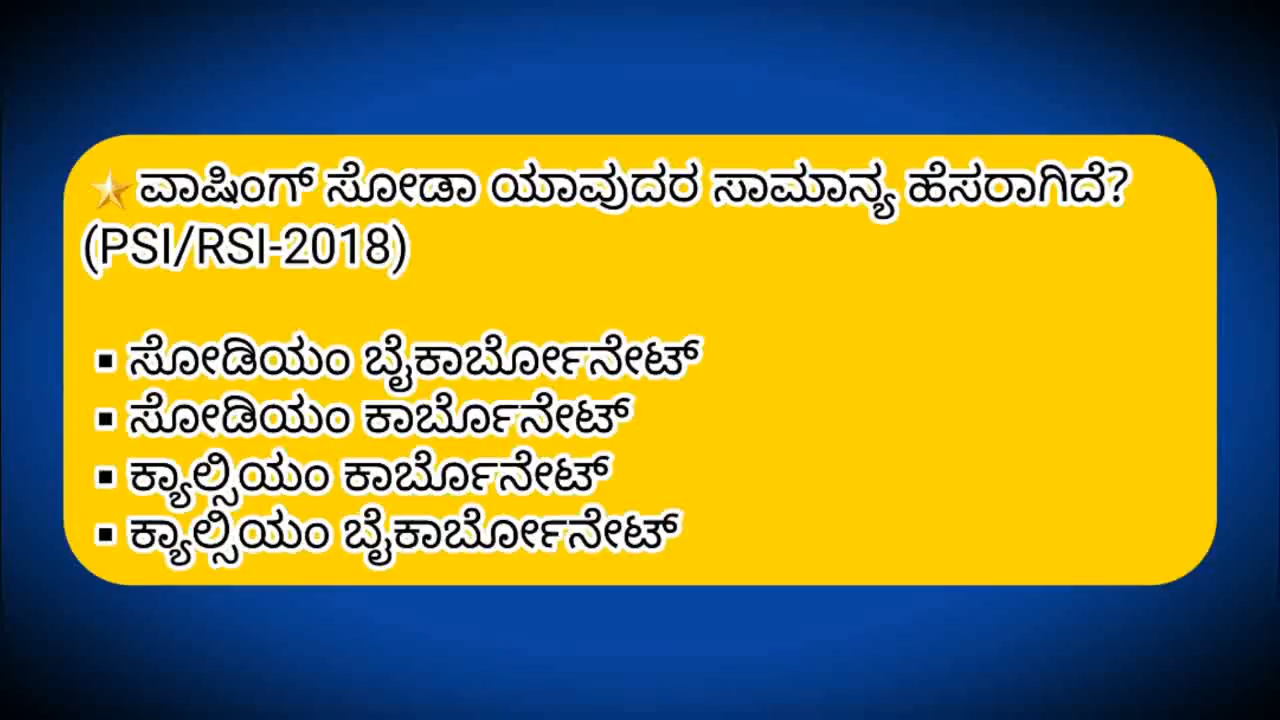 ⭐ವಾಷಿಂಗ್ ಸೋಡಾ ಯಾವುದರ ಸಾಮಾನ್ಯ ಹೆಸರಾಗಿದೆ?
(PSI/RSI-2018)
▪ ಸೋಡಿಯಂ ಬೈಕಾರ್ಬೋನೇಟ್
▪ ಸೋಡಿಯಂ ಕಾರ್ಬೊನೇಟ್
▪ ಕ್ಯಾಲ್ಸಿಯಂ ಕಾರ್ಬೊನೇಟ್
▪ ಕ್ಯಾಲ್ಸಿಯಂ ಬೈಕಾರ್ಬೋನೇಟ್